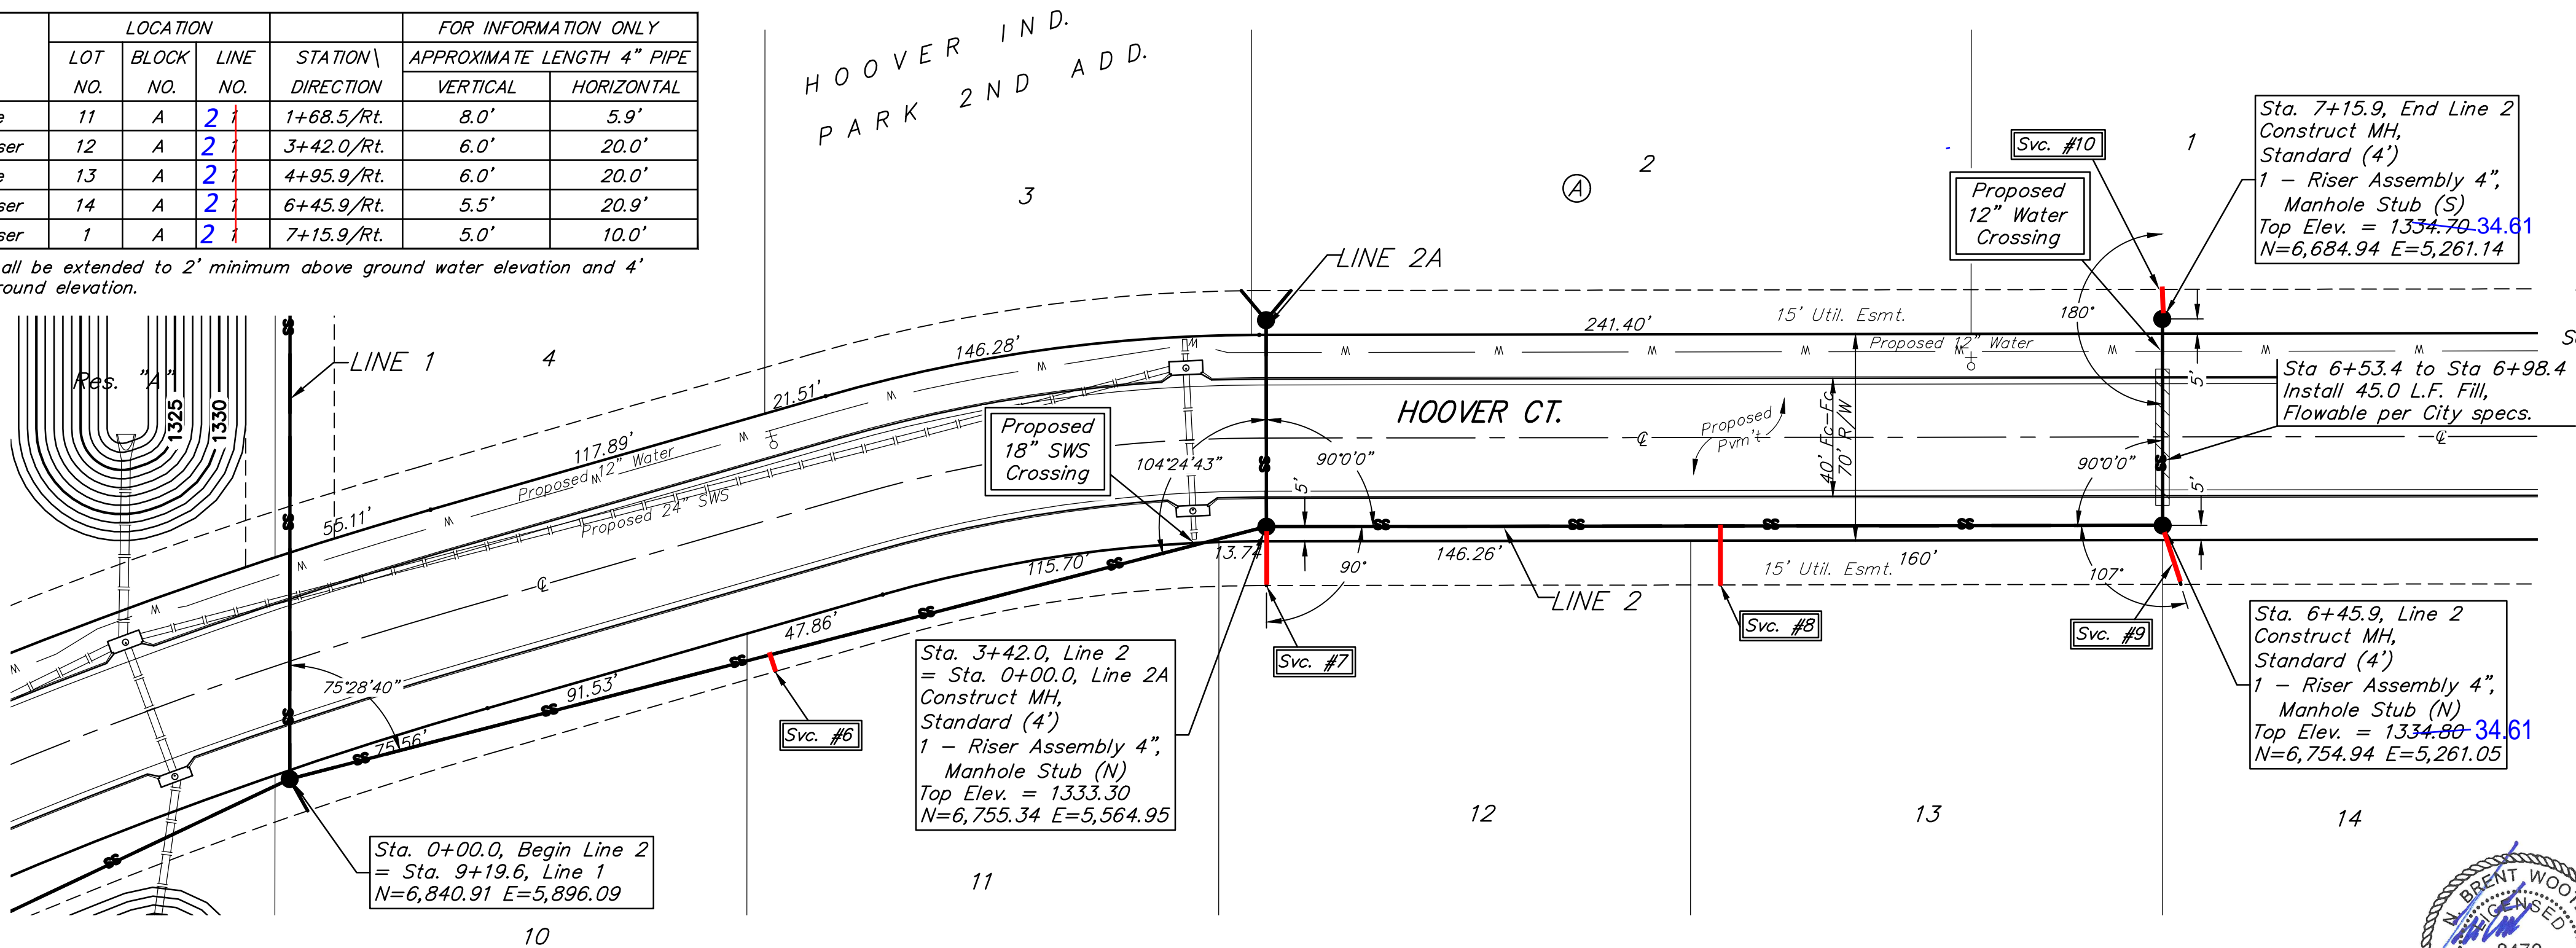 LOCATION
FOR INFORMATION ONLY
LOT NO.
BLOCK NO.
LINE NO.
STATION\ DIRECTION
APPROXIMATE LENGTH 4" PIPE
VERTICAL
HORIZONTAL
e 11 A 2 1 1+68.5/Rt. 8.0' 5.9'
ser 12 A 2 1 3+42.0/Rt. 6.0' 20.0'
e 13 A 2 1 4+95.9/Rt. 6.0' 20.0'
ser 14 A 2 1 6+45.9/Rt. 5.5' 20.9'
ser 1 A 2 1 7+15.9/Rt. 5.0' 10.0'
all be extended to 2' minimum above ground water elevation and 4'
round elevation.
HOOVER IND.
PARK 2ND ADD.
3
2
A
1
Svc. #10
Proposed
12" Water
Crossing
Sta. 7+15.9, End Line 2
Construct MH,
Standard (4')
1 - Riser Assembly 4",
Manhole Stub (S)
Top Elev. = 1334.70 34.61
N=6,684.94 E=5,261.14
LINE 2A
Res. "A"
1325
1330
SS
LINE 1
4
146.28'
21.51'
117.89'
55.11'
Proposed 12" Water
Proposed 24" SWS
W
241.40'
15' Util. Esmt.
Proposed 12" Water
180°
5'
Sta 6+53.4 to Sta 6+98.4
Install 45.0 L.F. Fill,
Flowable per City specs.
Proposed
18" SWS
Crossing
104°24'43"
90°0'0"
HOOVER CT.
Proposed
Pvm't
40' Fc-Fc
70' R/W
90°0'0"
5'
5'
13.74
90°
146.26'
15' Util. Esmt.
160'
107°
LINE 2
115.70'
47.86'
91.53'
75.56'
75°28'40"
Svc. #6
Svc. #7
Svc. #8
Svc. #9
Sta. 3+42.0, Line 2
= Sta. 0+00.0, Line 2A
Construct MH,
Standard (4')
1 - Riser Assembly 4",
Manhole Stub (N)
Top Elev. = 1333.30
N=6,755.34 E=5,564.95
Sta. 6+45.9, Line 2
Construct MH,
Standard (4')
1 - Riser Assembly 4",
Manhole Stub (N)
Top Elev. = 1334.80 34.61
N=6,754.94 E=5,261.05
Sta. 0+00.0, Begin Line 2
= Sta. 9+19.6, Line 1
N=6,840.91 E=5,896.09
10
11
12
13
14
N. BRENT WOOT
LICENSED